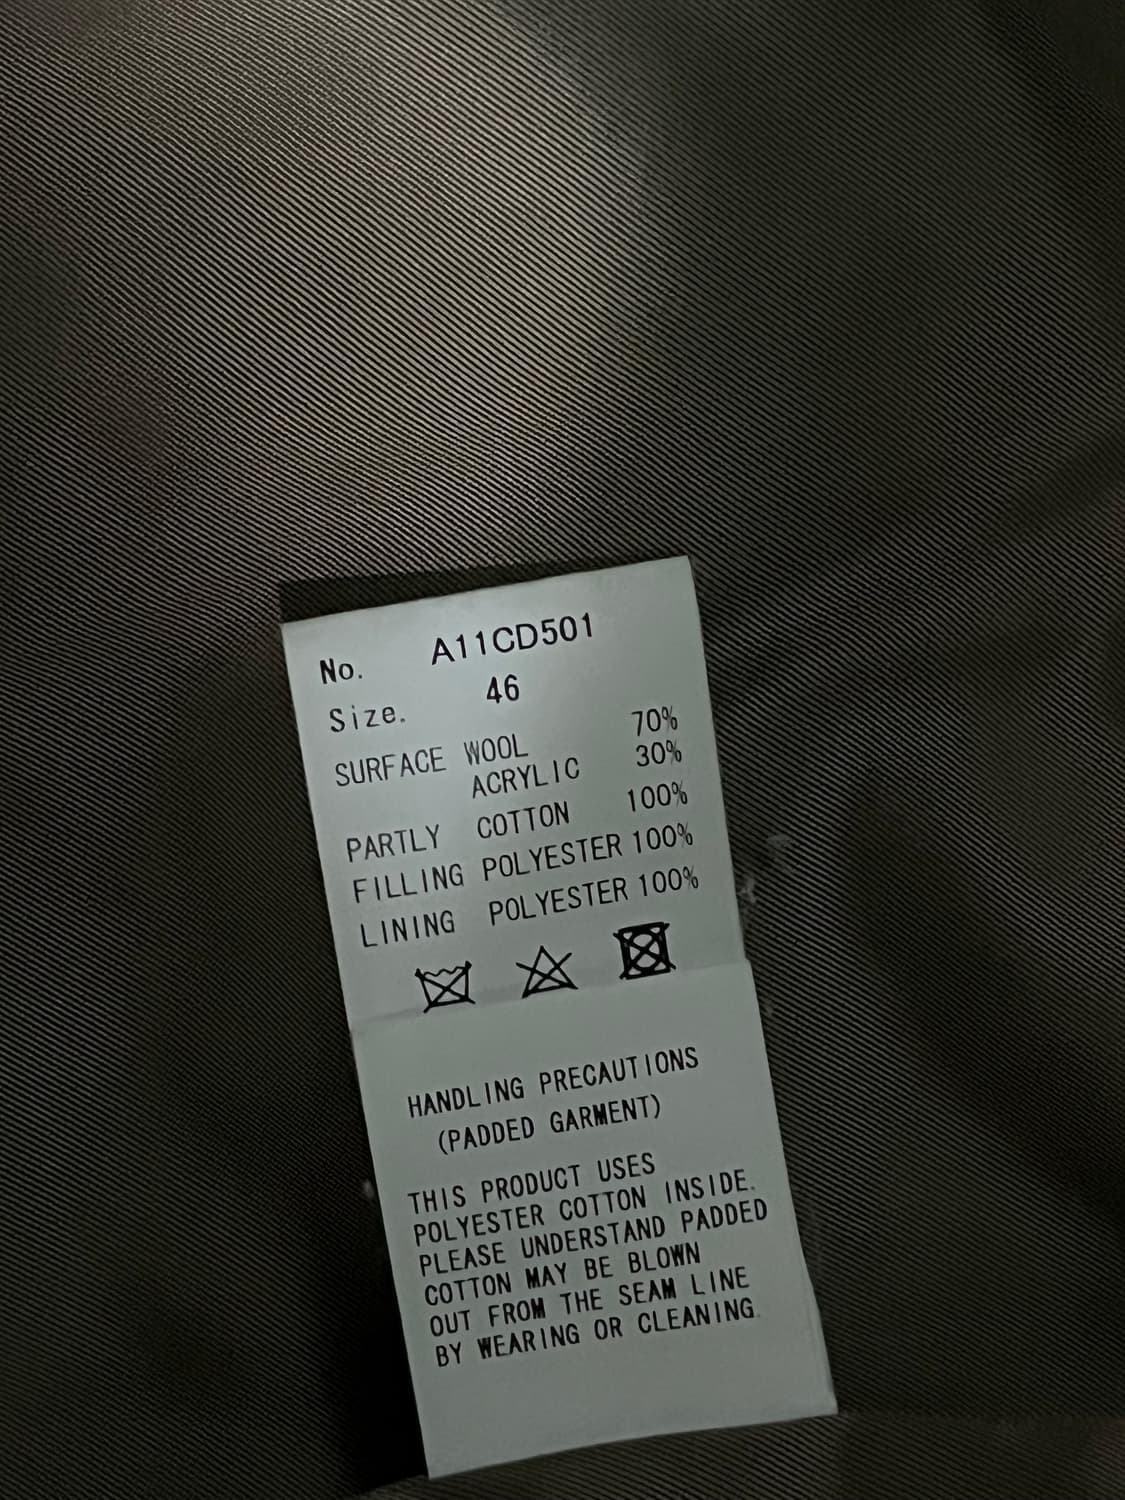 No. A11CD501
Size. 46
SURFACE WOOL 70%
ACRYLIC 30%
PARTLY COTTON 100%
FILLING POLYESTER 100%
LINING POLYESTER 100%
HANDLING PRECAUTIONS
(PADDED GARMENT)
THIS PRODUCT USES
POLYESTER COTTON INSIDE.
PLEASE UNDERSTAND PADDED
COTTON MAY BE BLOWN
OUT FROM THE SEAM LINE
BY WEARING OR CLEANING.